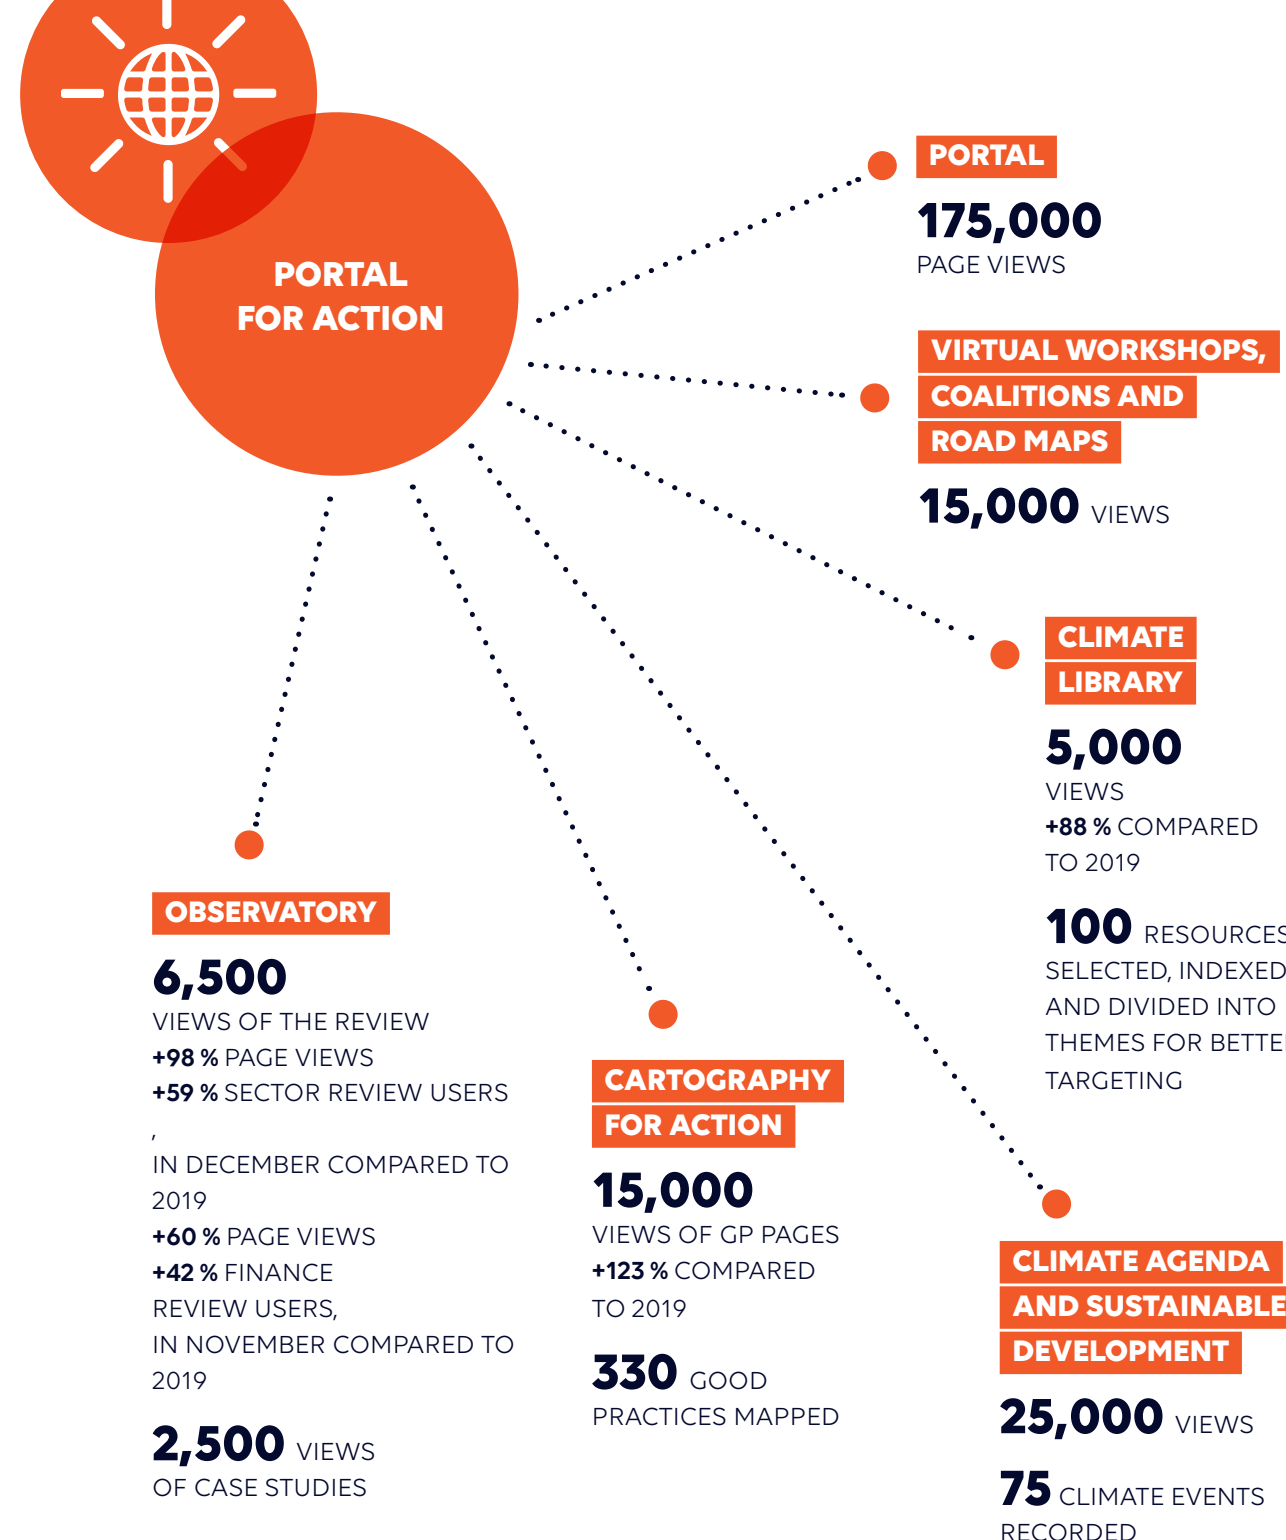 PORTAL
FOR ACTION
PORTAL
175,000
PAGE VIEWS
VIRTUAL WORKSHOPS,
COALITIONS AND
ROAD MAPS
15,000 VIEWS
CLIMATE
LIBRARY
5,000
VIEWS
+88 % COMPARED
TO 2019
100 RESOURCES
SELECTED, INDEXED
AND DIVIDED INTO
THEMES FOR BETTER
TARGETING
OBSERVATORY
6,500
VIEWS OF THE REVIEW
+98 % PAGE VIEWS
+59 % SECTOR REVIEW USERS
,
IN DECEMBER COMPARED TO
2019
+60 % PAGE VIEWS
+42 % FINANCE
REVIEW USERS,
IN NOVEMBER COMPARED TO
2019
2,500 VIEWS
OF CASE STUDIES
CARTOGRAPHY
FOR ACTION
15,000
VIEWS OF GP PAGES
+123 % COMPARED
TO 2019
330 GOOD
PRACTICES MAPPED
CLIMATE AGENDA
AND SUSTAINABLE
DEVELOPMENT
25,000 VIEWS
75 CLIMATE EVENTS
RECORDED